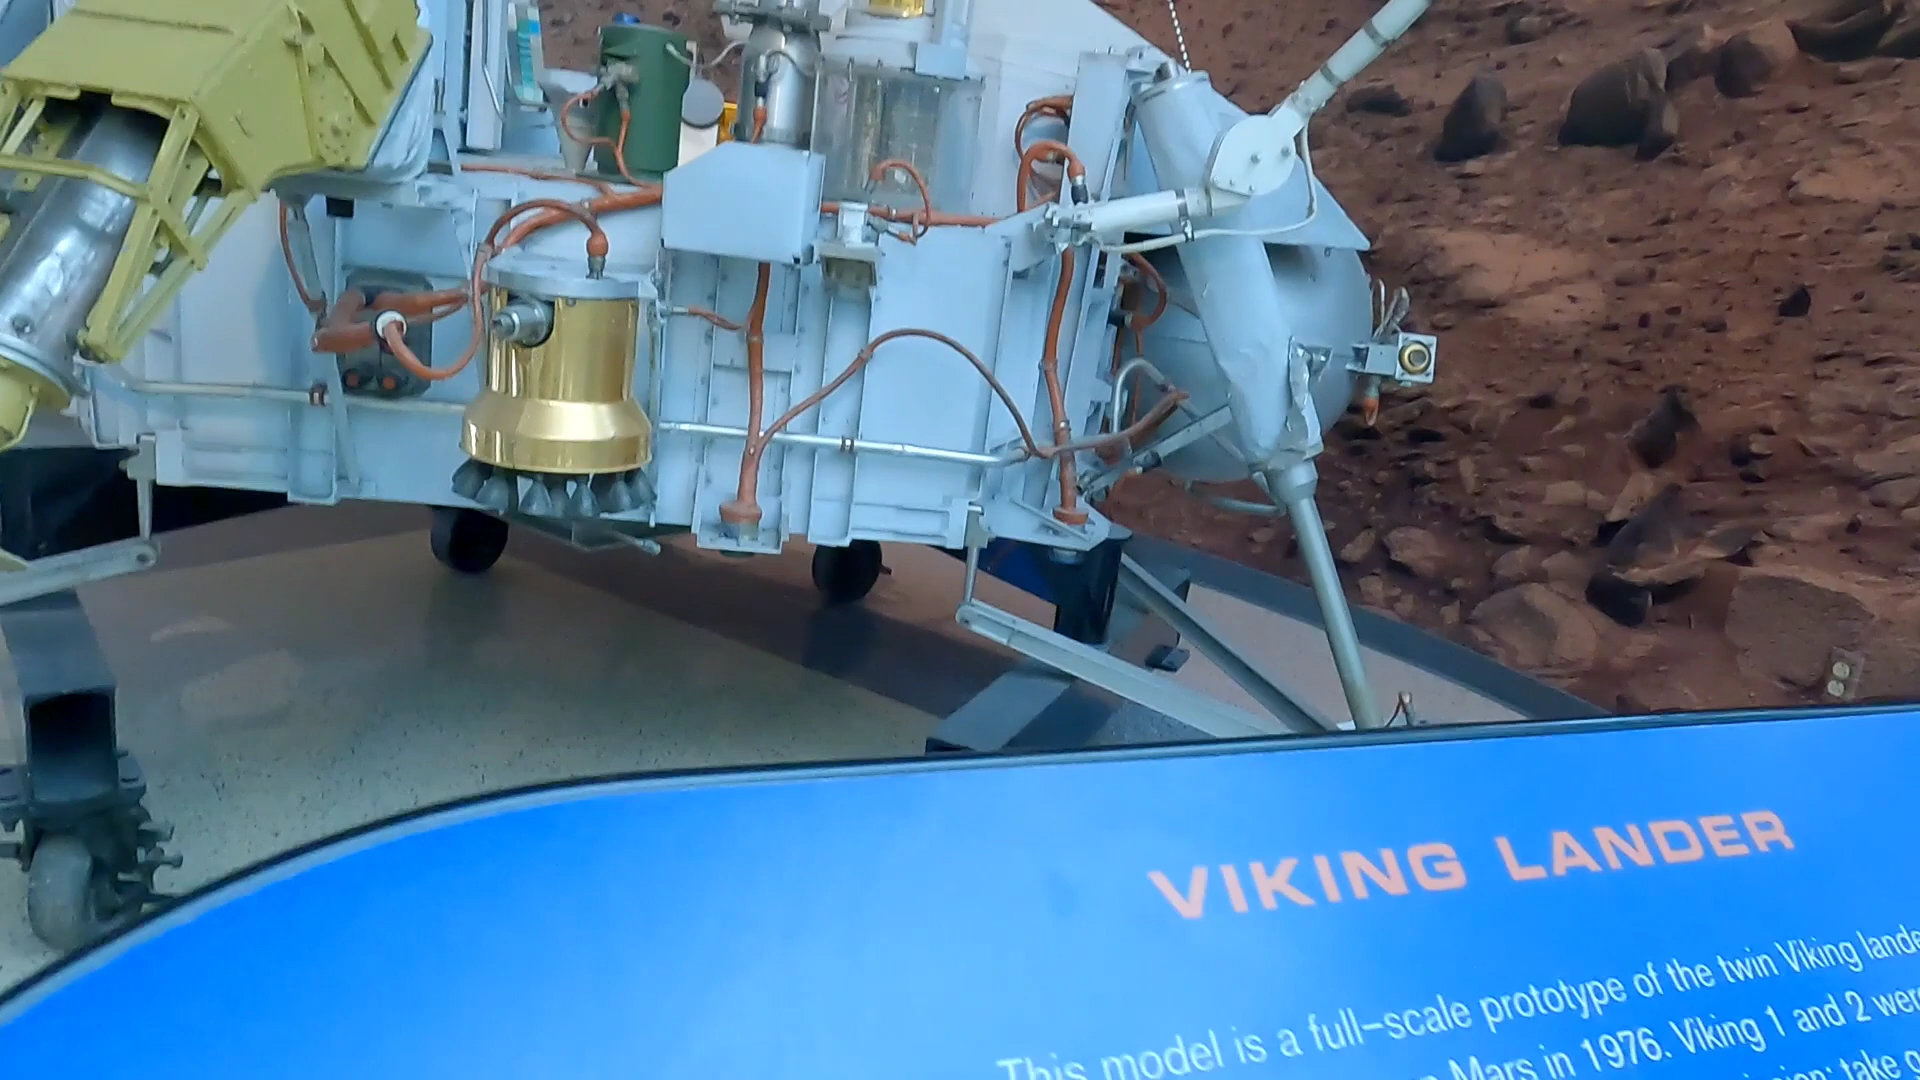 VIKING LANDER
This model is a full-scale prototype of the twin Viking lande
Mars in 1976. Viking 1 and 2 wer
take g